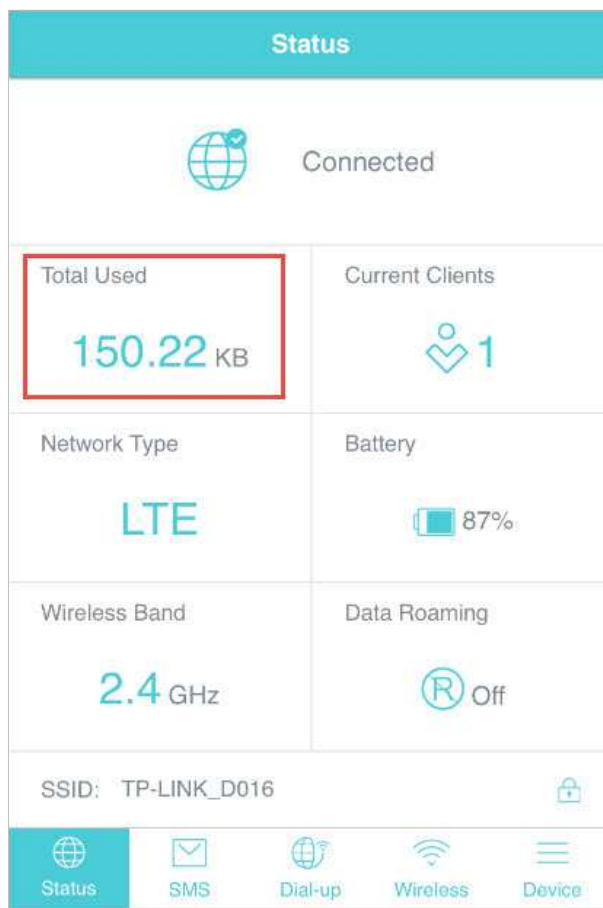 Status
Connected
Total Used
Current Clients
150.22 KB
1
Network Type
Battery
LTE
87%
Wireless Band
Data Roaming
2.4 GHz
R Off
SSID: TP-LINK_D016
Status
SMS
Dial-up
Wireless
Device